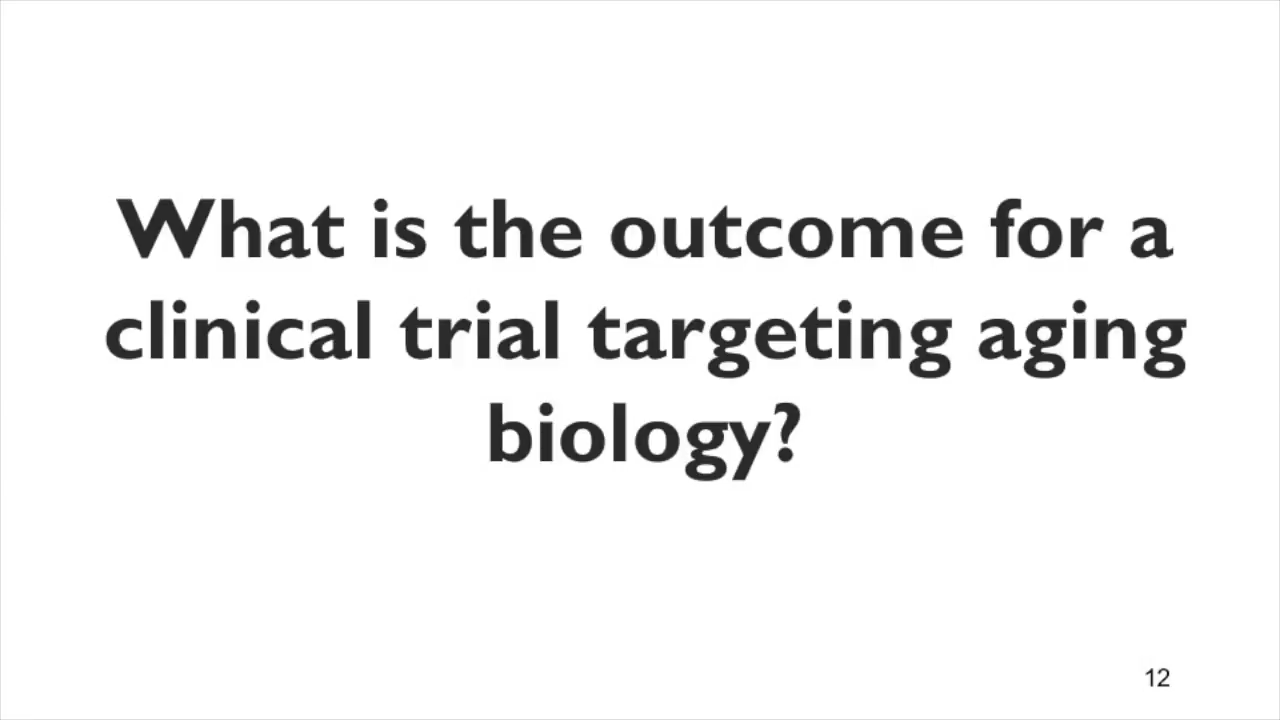 What is the outcome for a
clinical trial targeting aging
biology?
12